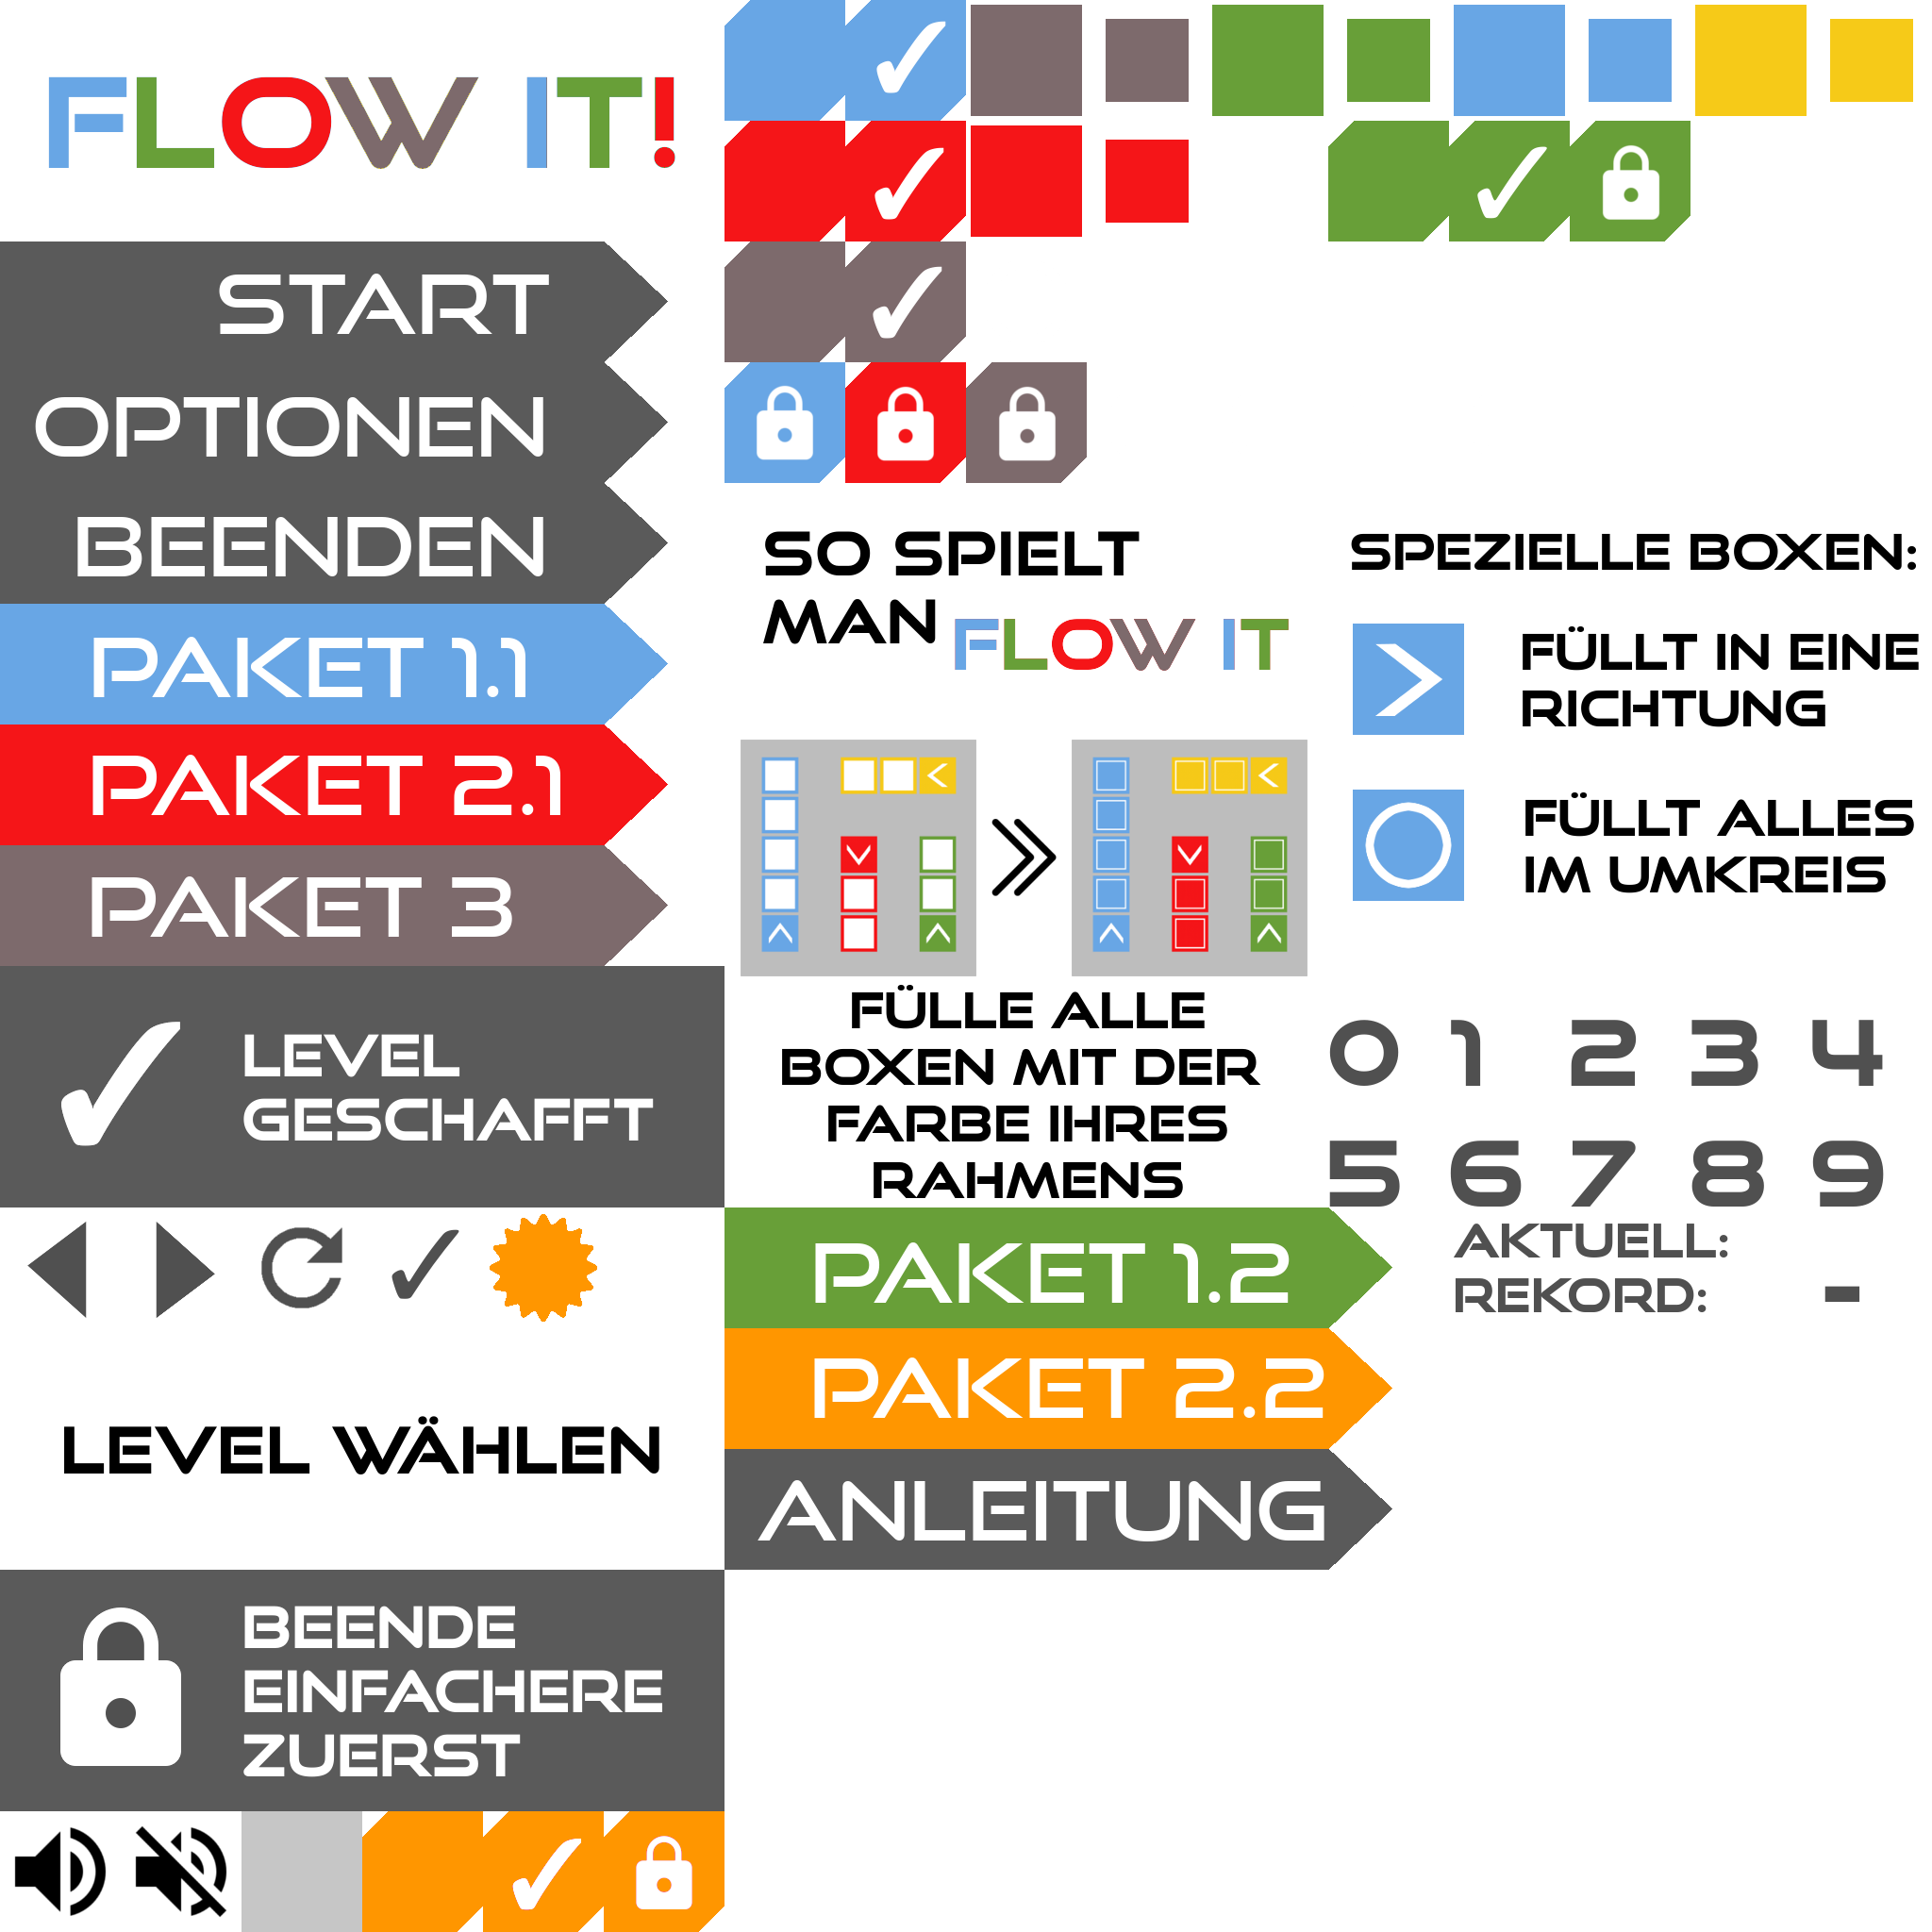 FLOW IT!
START
OPTIONEN
BEENDEN
PAKET 1.1
PAKET 2.1
PAKET 3
SO SPIELT
MAN FLOW IT
SPEZIELLE BOXEN:
FÜLLT IN EINE
RICHTUNG
FÜLLT ALLES
IM UMKREIS
LEVEL
GESCHAFFT
FÜLLE ALLE
BOXEN MIT DER
FARBE IHRES
RAHMENS
0 1 2 3 4
5 6 7 8 9
AKTUELL:
REKORD: -
PAKET 1.2
PAKET 2.2
ANLEITUNG
LEVEL WÄHLEN
BEENDE
EINFACHERE
ZUERST